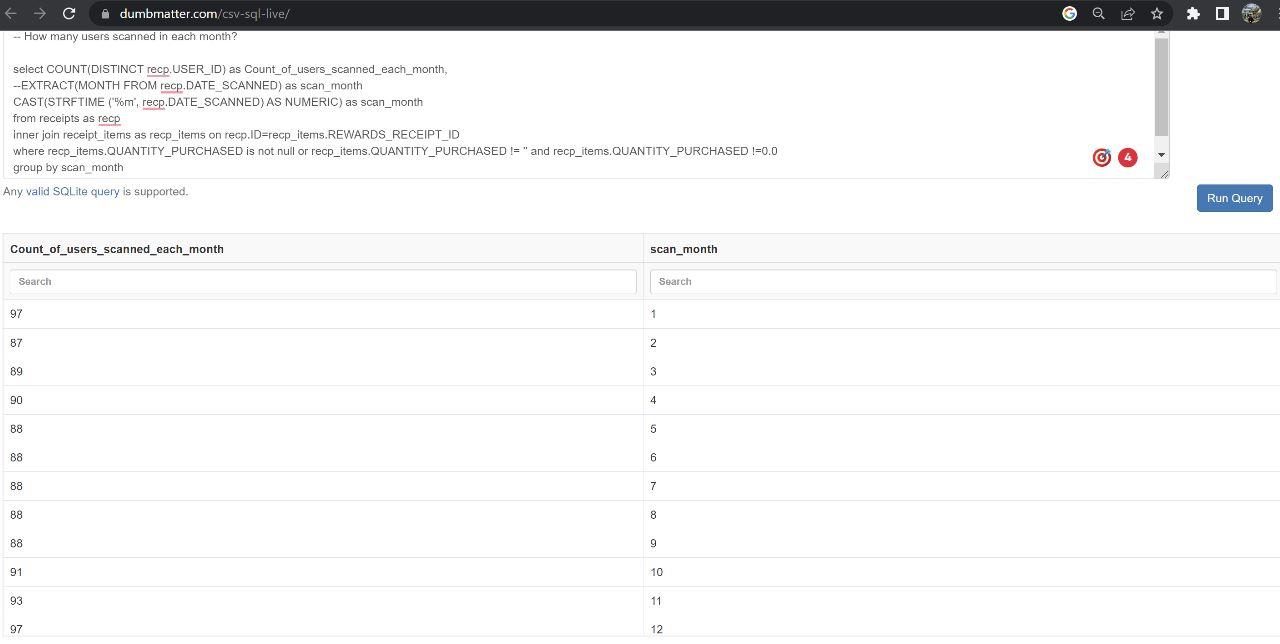 dumbmatter.com/csv-sql-live/
-- How many users scanned in each month?
select COUNT(DISTINCT recp.USER_ID) as Count_of_users_scanned_each_month,
--EXTRACT(MONTH FROM recp.DATE_SCANNED) as scan_month
CAST(STRFTIME ('%m', recp.DATE_SCANNED) AS NUMERIC) as scan_month
from receipts as recp
inner join receipt_items as recp_items on recp.ID=recp_items.REWARDS_RECEIPT_ID
where recp_items.QUANTITY_PURCHASED is not null or recp_items.QUANTITY_PURCHASED != '' and recp_items.QUANTITY_PURCHASED !=0.0
4
group by scan_month
Any valid SQLite query is supported.
Run Query
Count_of_users_scanned_each_month scan_month
Search Search
97 1
87 2
89 3
90 4
88 5
88 6
88 7
88 8
88 9
91 10
93 11
97 12